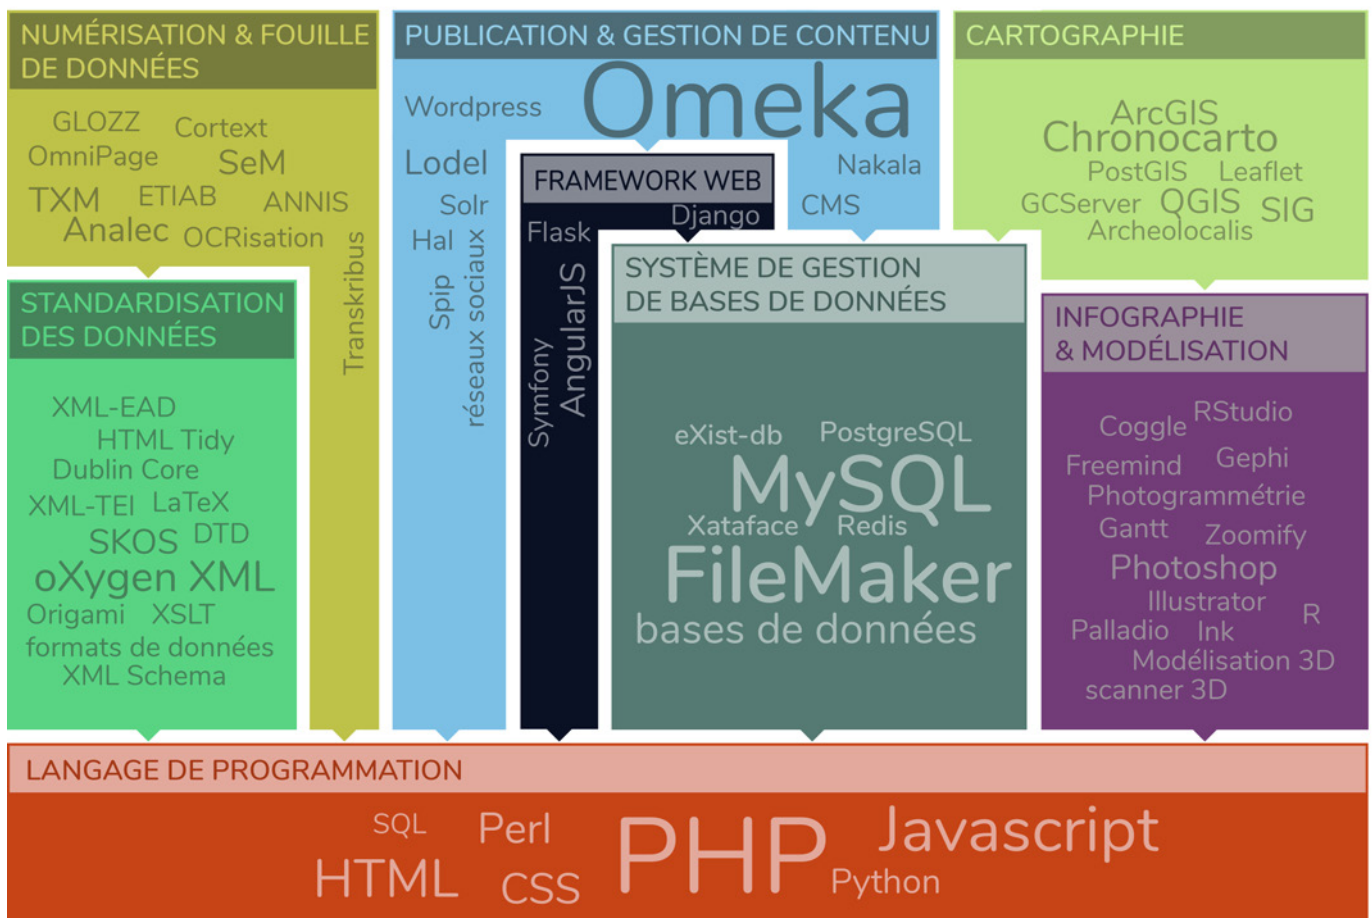 NUMÉRISATION & FOUILLE
DE DONNÉES
GLOZZ
Cortext
OmniPage
SeM
TXM
ETIAB
ANNIS
Analec
OCRisation
Transkribus
PUBLICATION & GESTION DE CONTENU
Wordpress
Omeka
Lodel
Nakala
Solr
CMS
Hal
Spip
réseaux sociaux
FRAMEWORK WEB
Django
Flask
AngularJS
Symfony
CARTOGRAPHIE
ArcGIS
Chronocarto
PostGIS
Leaflet
GCServer
QGIS
SIG
Archeolocalis
STANDARDISATION
DES DONNÉES
XML-EAD
HTML Tidy
Dublin Core
XML-TEI
LaTeX
SKOS
DTD
oXygen XML
Origami
XSLT
formats de données
XML Schema
SYSTÈME DE GESTION
DE BASES DE DONNÉES
eXist-db
PostgreSQL
MySQL
Xataface
Redis
FileMaker
bases de données
INFOGRAPHIE
& MODÉLISATION
RStudio
Coggle
Freemind
Gephi
Photogrammétrie
Gantt
Zoomify
Photoshop
Illustrator
R
Palladio
Ink
Modélisation 3D
scanner 3D
LANGAGE DE PROGRAMMATION
SQL
Perl
PHP
Javascript
HTML
CSS
Python